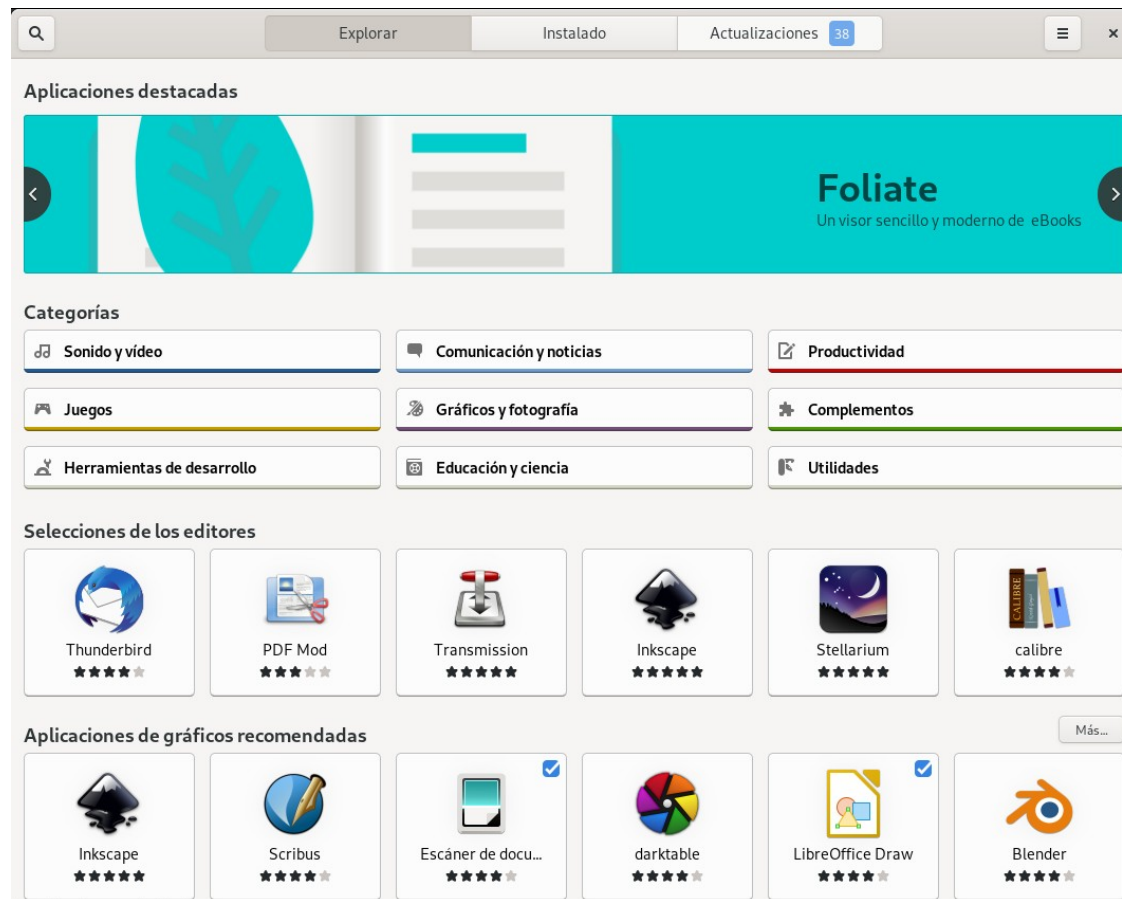 Explorar
Instalado
Actualizaciones 38
Aplicaciones destacadas
Foliate
Un visor sencillo y moderno de eBooks
Categorías
Sonido y vídeo
Comunicación y noticias
Productividad
Juegos
Gráficos y fotografía
Complementos
Herramientas de desarrollo
Educación y ciencia
Utilidades
Selecciones de los editores
Thunderbird
PDF Mod
Transmission
Inkscape
Stellarium
CALIBRE
calibre
Aplicaciones de gráficos recomendadas
Más...
Inkscape
Scribus
Escáner de docu...
darktable
LibreOffice Draw
Blender